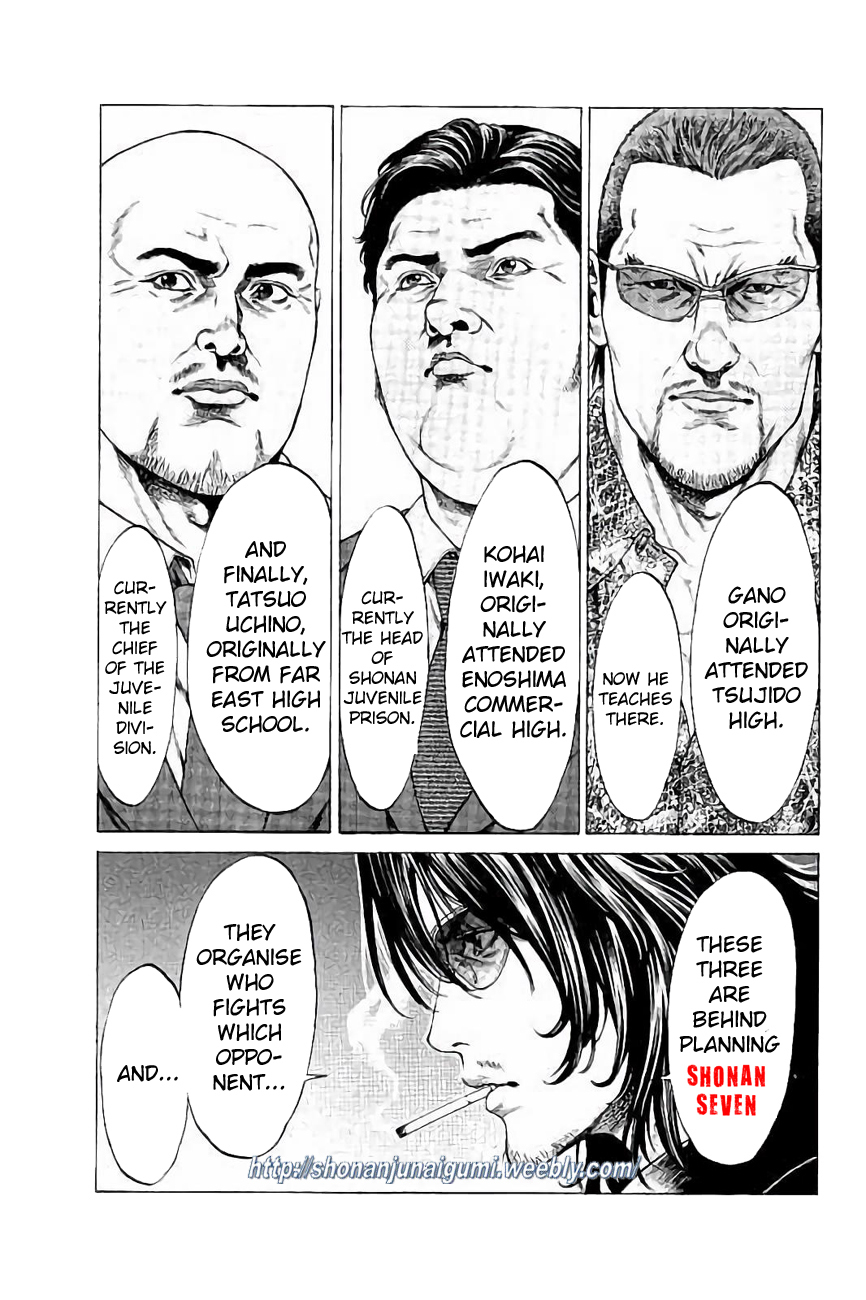 GANO
ORIGI-
NALLY
ATTENDED
TSUJIDO
HIGH.
NOW HE
TEACHES
THERE.
KOHAI
IWAKI,
ORIGI-
NALLY
ATTENDED
ENOSHIMA
COMMER-
CIAL HIGH.
CUR-
RENTLY
THE HEAD
OF
SHONAN
JUVENILE
PRISON.
AND
FINALLY,
TATSUO
UCHINO,
ORIGINALLY
FROM FAR
EAST HIGH
SCHOOL.
CUR-
RENTLY
THE
CHIEF
OF THE
JUVE-
NILE
DIVI-
SION.
THESE
THREE
ARE
BEHIND
PLANNING
SHONAN
SEVEN
THEY
ORGANISE
WHO
FIGHTS
WHICH
OPPO-
NENT...
AND...
http://shonanjunaigumi.weebly.com/